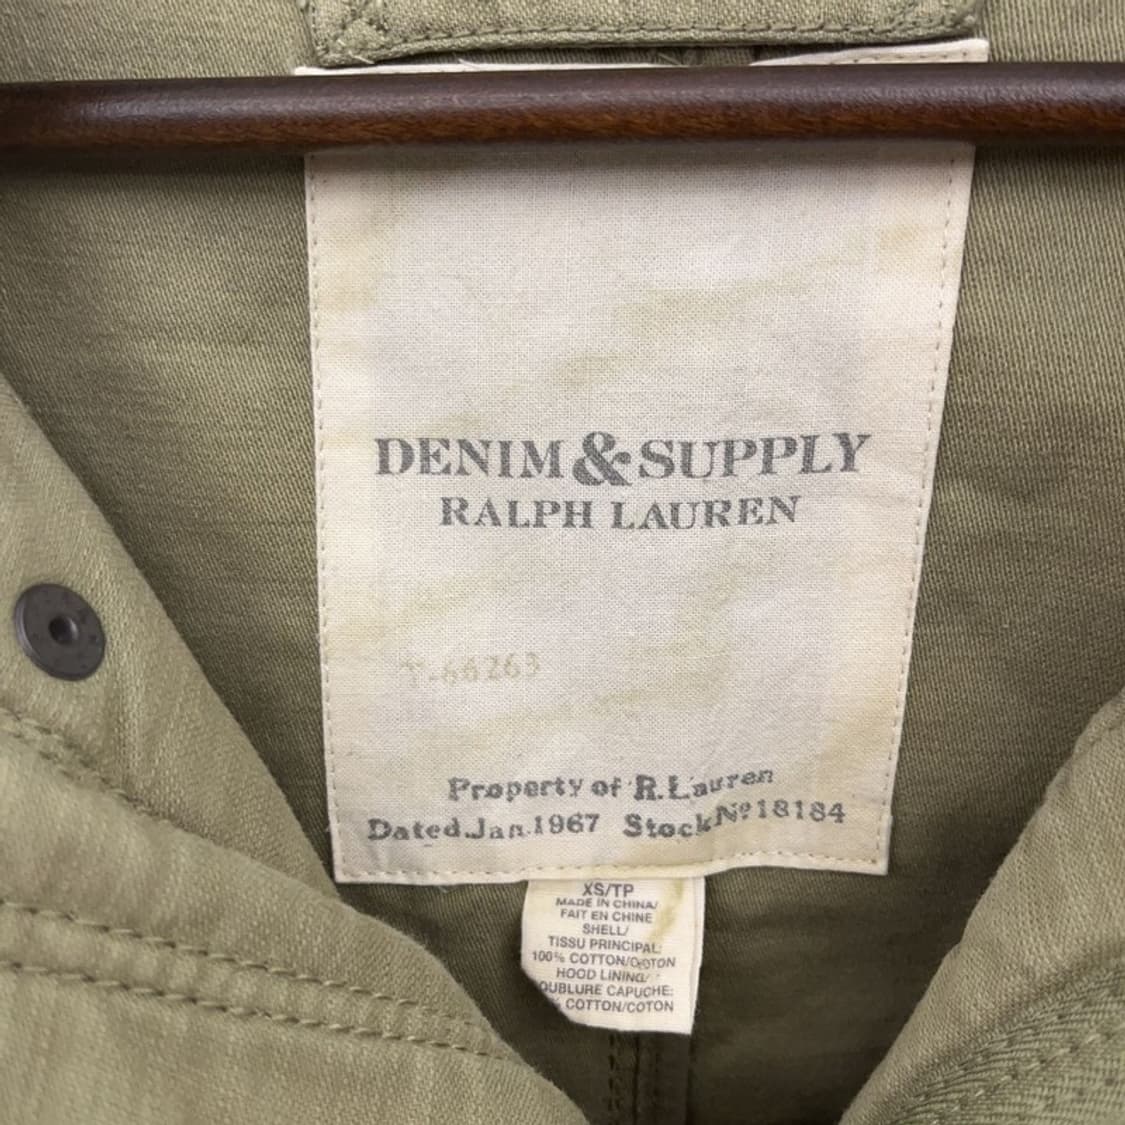 DENIM & SUPPLY
RALPH LAUREN
T-66263
Property of R.Lauren
Dated.Jan.1967 Stock Nº 18184
XS/TP
MADE IN CHINA/
FAIT EN CHINE
SHELL/
TISSU PRINCIPAL:
100% COTTON/COTON
HOOD LINING/
OUBLURE CAPUCHE:
% COTTON/COTON